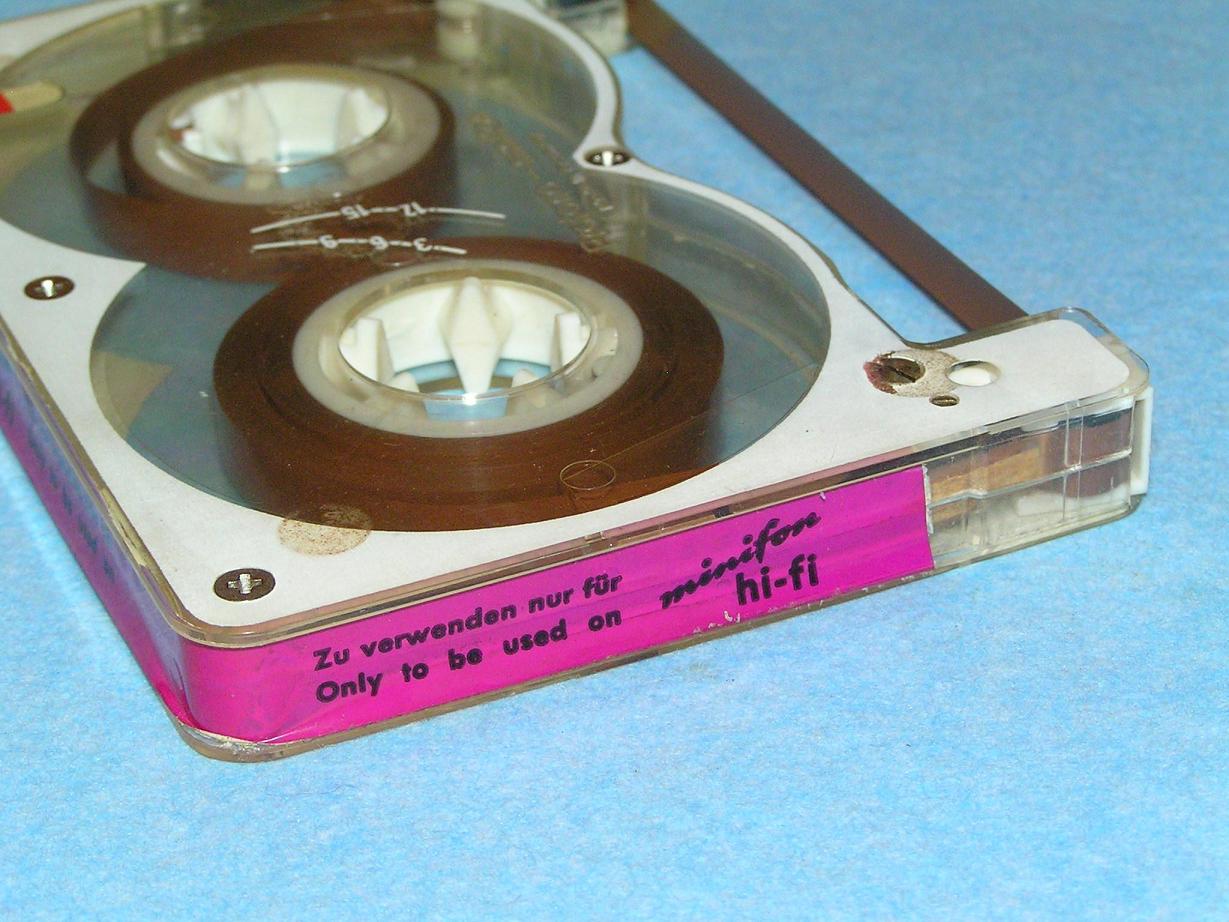 12--15
3--6--9
Zu verwenden nur für
Only to be used on
minifon
hi-fi